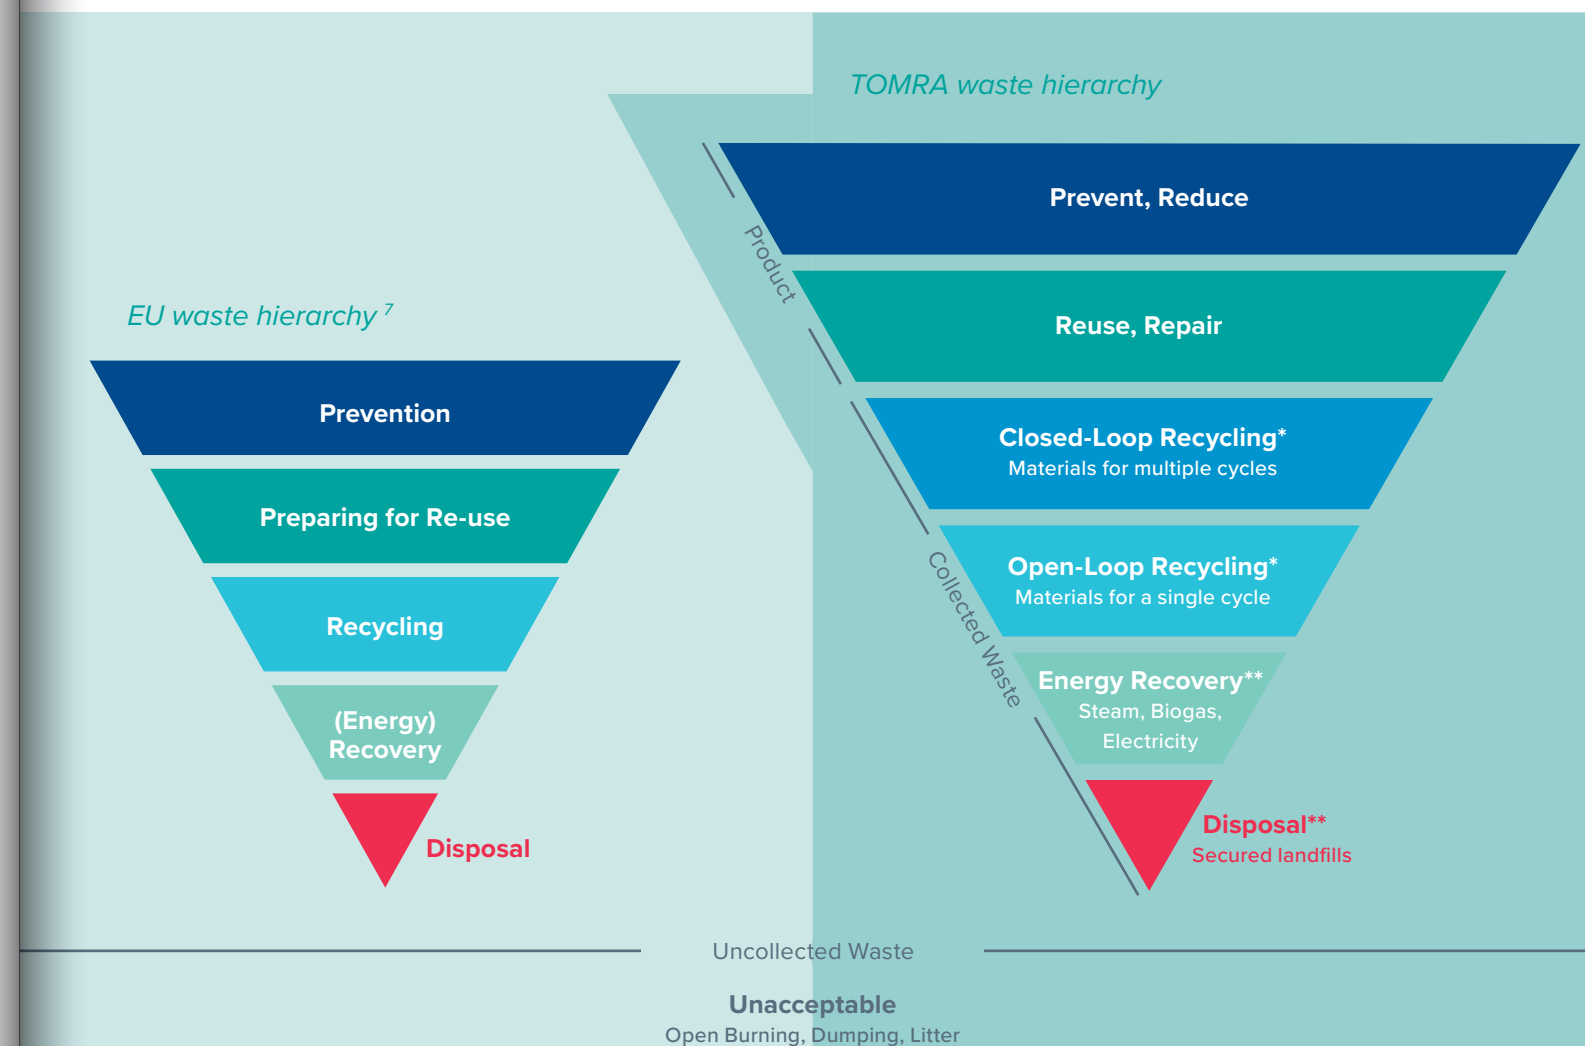 EU waste hierarchy 7
Prevention
Preparing for Re-use
Recycling
(Energy)
Recovery
Disposal
TOMRA waste hierarchy
Product
Collected Waste
Prevent, Reduce
Reuse, Repair
Closed-Loop Recycling*
Materials for multiple cycles
Open-Loop Recycling*
Materials for a single cycle
Energy Recovery**
Steam, Biogas,
Electricity
Disposal**
Secured landfills
Uncollected Waste
Unacceptable
Open Burning, Dumping, Litter